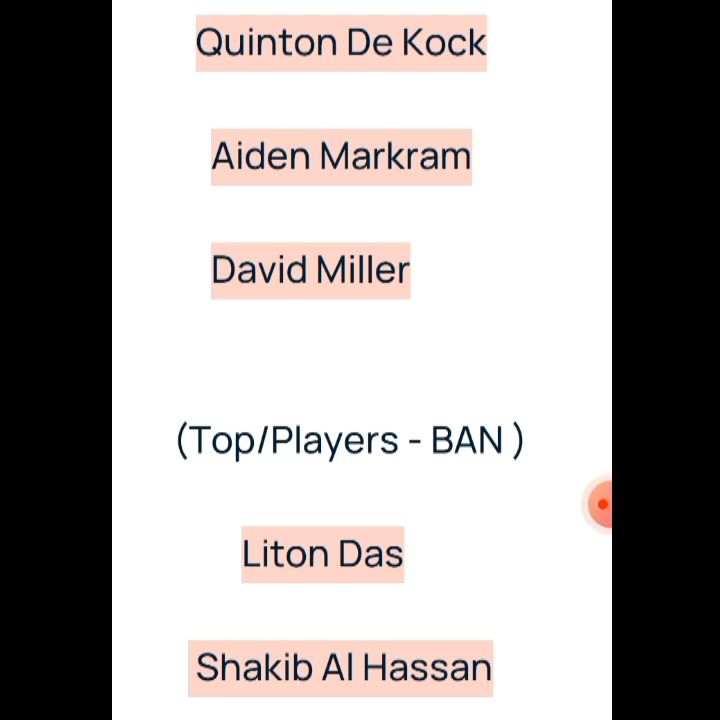 Quinton De Kock
Aiden Markram
David Miller
(Top/Players - BAN )
Liton Das
Shakib Al Hassan